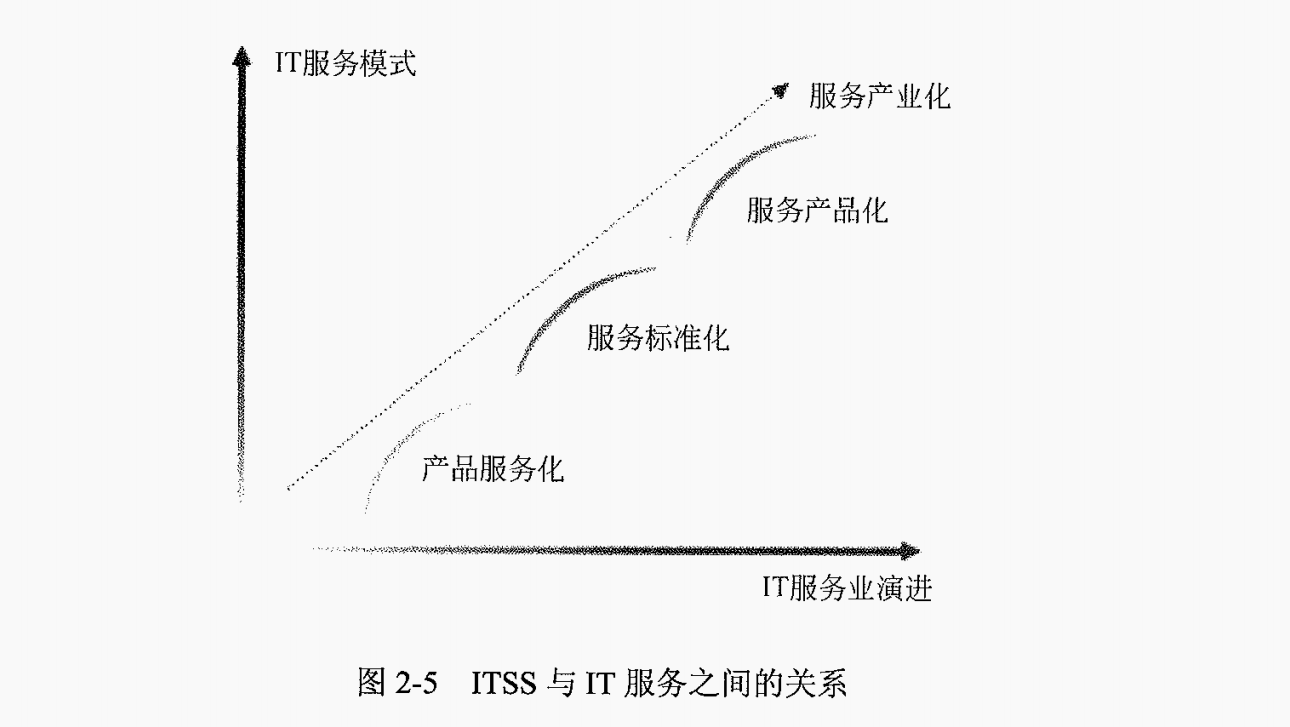 IT服务模式
服务产业化
服务产品化
服务标准化
产品服务化
IT服务业演进
图 2-5 ITSS 与 IT 服务之间的关系